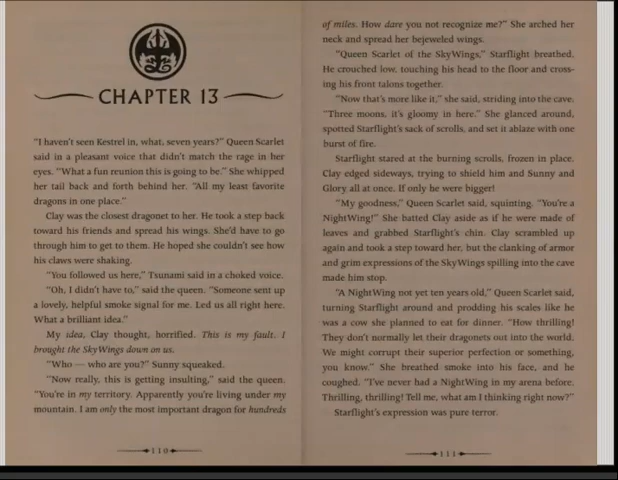 CHAPTER 13
"I haven't seen Kestrel in, what, seven years?" Queen Scarlet
said in a pleasant voice that didn't match the rage in her
eyes. "What a fun reunion this is going to be." She whipped
her tail back and forth behind her. "All my least favorite
dragons in one place."
Clay was the closest dragonet to her. He took a step back
toward his friends and spread his wings. She'd have to go
through him to get to them. He hoped she couldn't see how
his claws were shaking.
"You followed us here," Tsunami said in a choked voice.
"Oh, I didn't have to," said the queen. "Someone sent up
a lovely, helpful smoke signal for me. Led us all right here.
What a brilliant idea."
My idea, Clay thought, horrified. This is my fault. I
brought the SkyWings down on us.
"Who — who are you?" Sunny squeaked.
"Now really, this is getting insulting," said the queen.
"You're in my territory. Apparently you're living under my
mountain. I am only the most important dragon for hundreds
110
of miles. How dare you not recognize me?" She arched her
neck and spread her bejeweled wings.
"Queen Scarlet of the SkyWings," Starflight breathed.
He crouched low, touching his head to the floor and cross-
ing his front talons together.
"Now that's more like it," she said, striding into the cave.
"Three moons, it's gloomy in here." She glanced around,
spotted Starflight's sack of scrolls, and set it ablaze with one
burst of fire.
Starflight stared at the burning scrolls, frozen in place.
Clay edged sideways, trying to shield him and Sunny and
Glory all at once. If only he were bigger!
"My goodness," Queen Scarlet said, squinting. "You're a
NightWing!" She batted Clay aside as if he were made of
leaves and grabbed Starflight's chin. Clay scrambled up
again and took a step toward her, but the clanking of armor
and grim expressions of the SkyWings spilling into the cave
made him stop.
"A NightWing not yet ten years old," Queen Scarlet said,
turning Starflight around and prodding his scales like he
was a cow she planned to eat for dinner. "How thrilling!
They don't normally let their dragonets out into the world.
We might corrupt their superior perfection or something,
you know." She breathed smoke into his face, and he
coughed. "I've never had a NightWing in my arena before.
Thrilling, thrilling! Tell me, what am I thinking right now?"
Starflight's expression was pure terror.
111